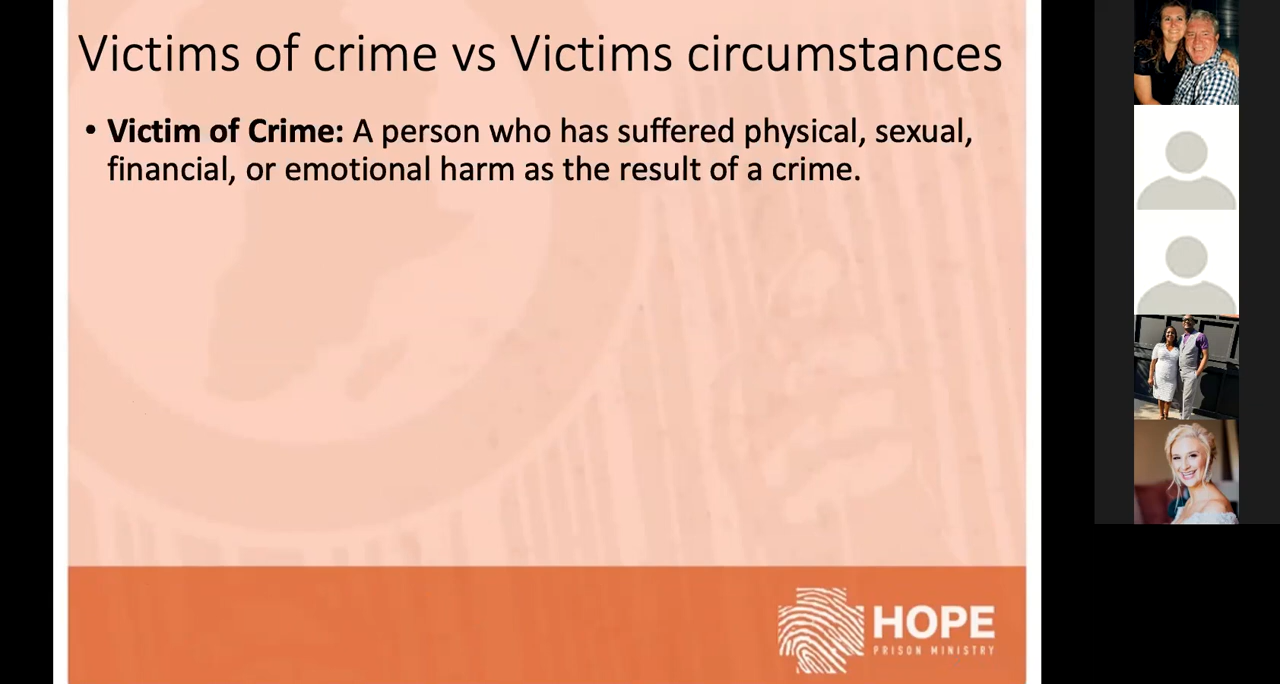 Victims of crime vs Victims circumstances
• Victim of Crime: A person who has suffered physical, sexual,
financial, or emotional harm as the result of a crime.
HOPE
PRISON MINISTRY